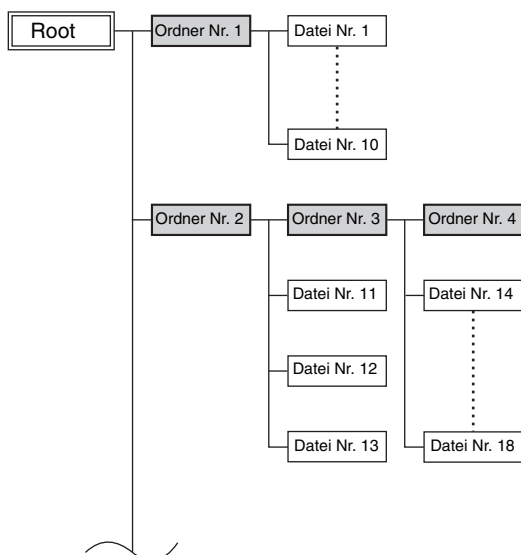 Root
Ordner Nr. 1
Datei Nr. 1
Datei Nr. 10
Ordner Nr. 2
Ordner Nr. 3
Ordner Nr. 4
Datei Nr. 11
Datei Nr. 14
Datei Nr. 12
Datei Nr. 13
Datei Nr. 18